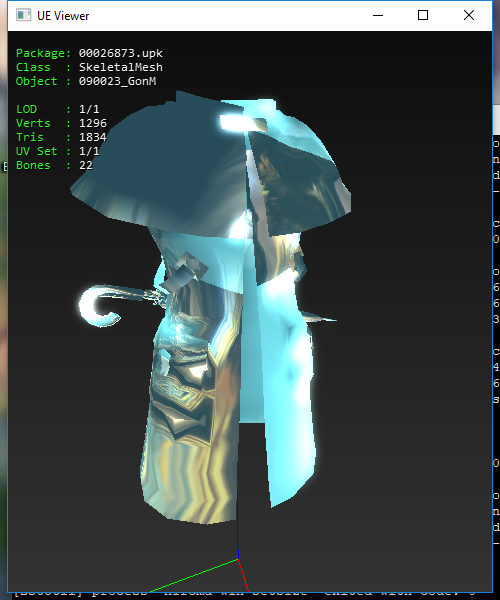 UE Viewer
Package: 00026873.upk
Class : SkeletalMesh
Object : 090023_GonM
LOD : 1/1
Verts : 1296
Tris : 1834
UV Set : 1/1
Bones : 22